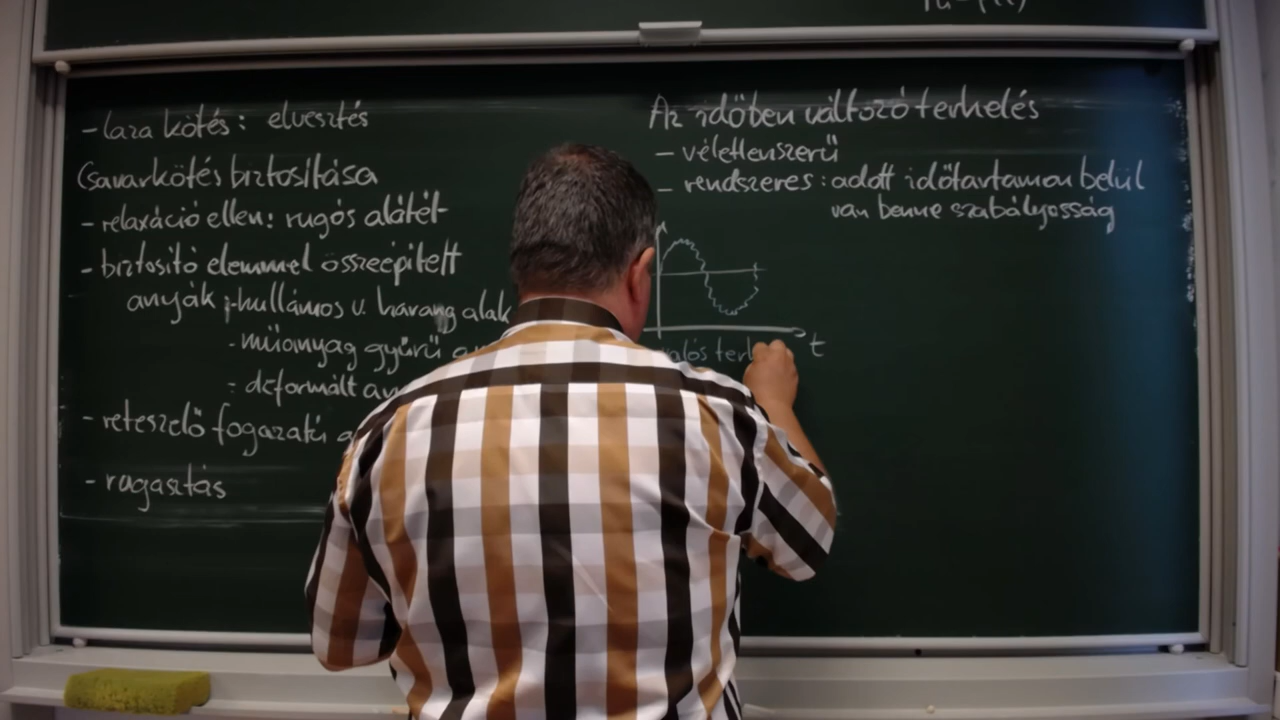 - laza kötés: elvesztés
Csavarkötés biztosítása
- relaxáció ellen: rugós alátét
- biztosító elemmel összeépített
anyák: - hullámos v. harang alak
- műanyag gyűrű
- deformált
- reteszelő fogazatú
- ragasztás
Az időben változó terhelés
- véletlenszerű
- rendszeres: adott időtartamon belül
van benne szabályosság
t
t